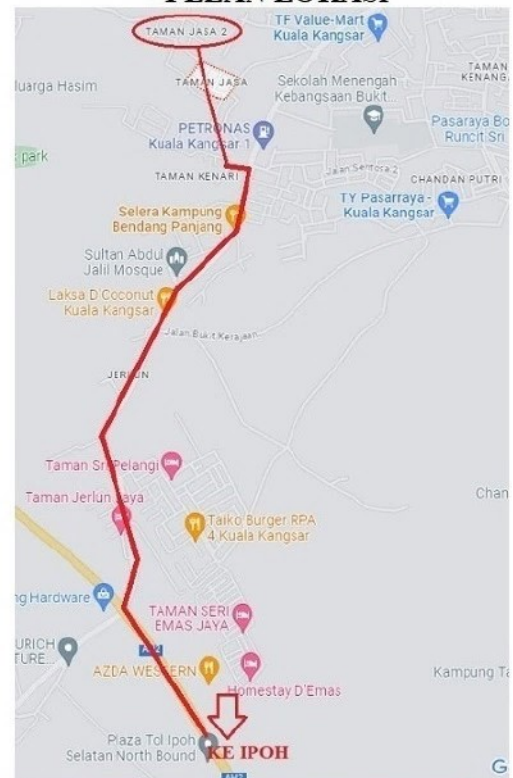 TAMAN JASA 2
TF Value-Mart
Kuala Kangsar
TAMAN JASA
luarga Hasim
Sekolah Menengah
Kebangsaan Bukit...
TAMAN
KENANG
PETRONAS
Kuala Kangsar 1
Pasaraya Bo
Runcit Sri
park
Jalan Sentosa 2
TAMAN KENARI
CHANDAN PUTRI
TY Pasarraya -
Kuala Kangsar
Selera Kampung
Bendang Panjang
Sultan Abdul
Jalil Mosque
Laksa D'Coconut
Kuala Kangsar
Jalan Bukit Kerajaan
JERLUN
Taman Sri Pelangi
Taman Jerlun Jaya
Chan
Taiko Burger RPA
4 Kuala Kangsar
ng Hardware
TAMAN SERI
EMAS JAYA
URICH
TURE...
AH2
AZDA WESTERN
Kampung Ta
Homestay D'Emas
Plaza Tol Ipoh
Selatan North Bound
KE IPOH
AH2
G